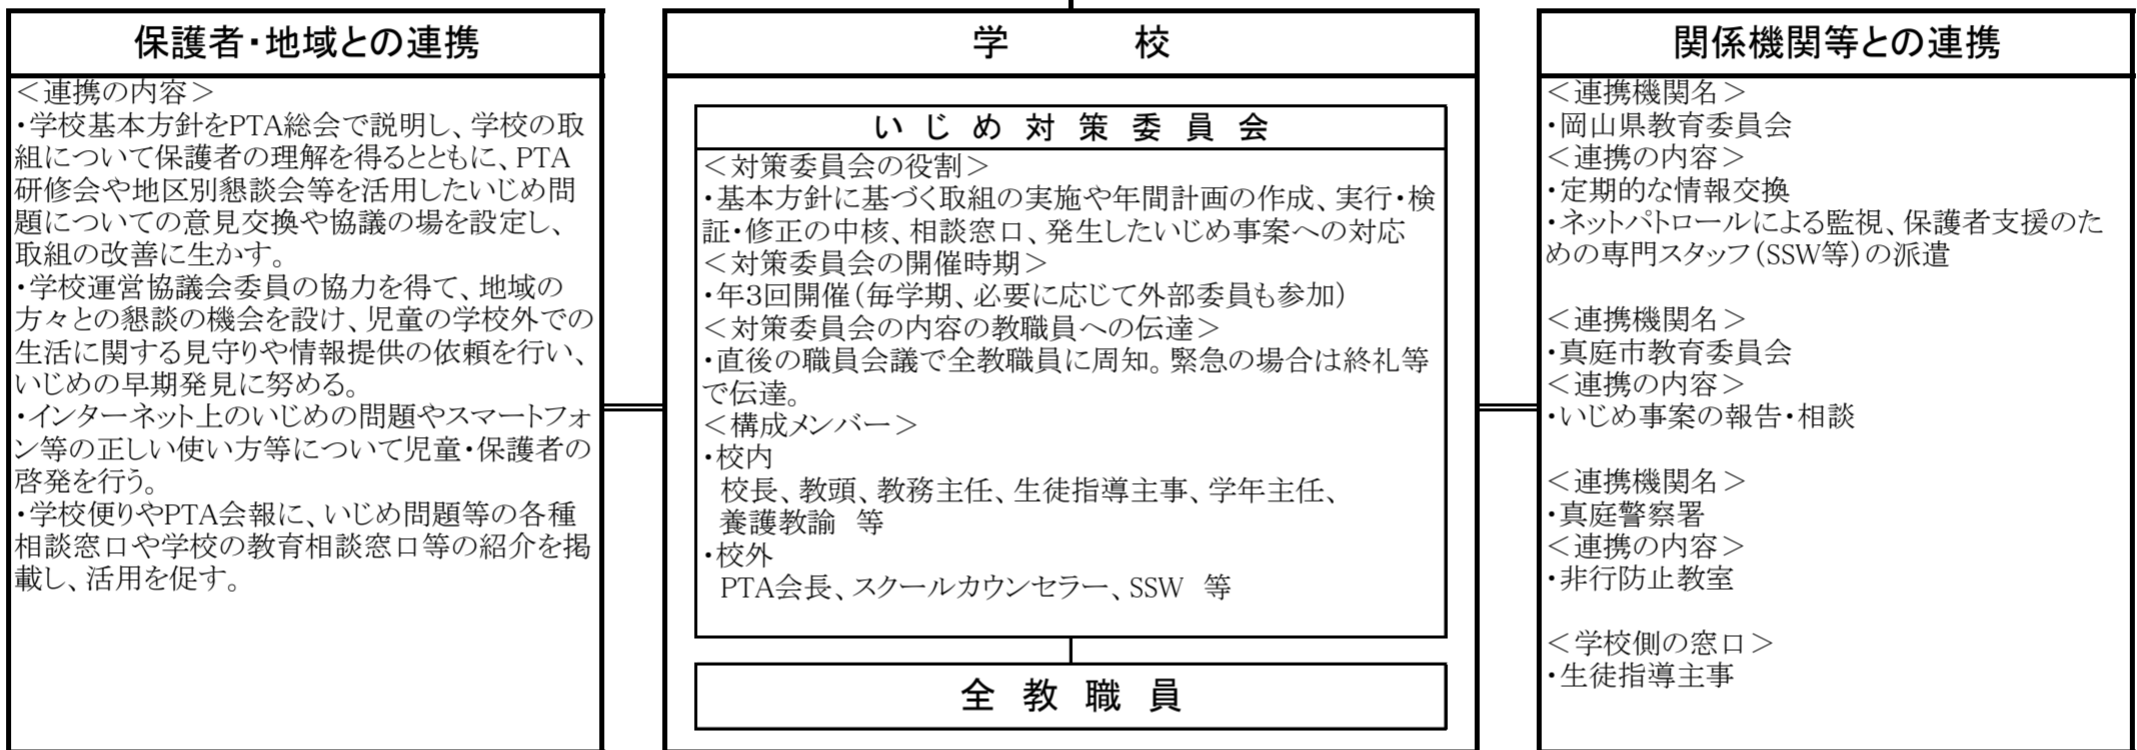 保護者・地域との連携
＜連携の内容＞
・学校基本方針をPTA総会で説明し、学校の取
組について保護者の理解を得るとともに、PTA
研修会や地区別懇談会等を活用したいじめ問
題についての意見交換や協議の場を設定し、
取組の改善に生かす。
・学校運営協議会委員の協力を得て、地域の
方々との懇談の機会を設け、児童の学校外での
生活に関する見守りや情報提供の依頼を行い、
いじめの早期発見に努める。
・インターネット上のいじめの問題やスマートフォ
ン等の正しい使い方等について児童・保護者の
啓発を行う。
・学校便りやPTA会報に、いじめ問題等の各種
相談窓口や学校の教育相談窓口等の紹介を掲
載し、活用を促す。
学　校
いじめ対策委員会
＜対策委員会の役割＞
・基本方針に基づく取組の実施や年間計画の作成、実行・検
証・修正の中核、相談窓口、発生したいじめ事案への対応
＜対策委員会の開催時期＞
・年3回開催（毎学期、必要に応じて外部委員も参加）
＜対策委員会の内容の教職員への伝達＞
・直後の職員会議で全教職員に周知。緊急の場合は終礼等
で伝達。
＜構成メンバー＞
・校内
校長、教頭、教務主任、生徒指導主事、学年主任、
養護教諭　等
・校外
PTA会長、スクールカウンセラー、SSW　等
全教職員
関係機関等との連携
＜連携機関名＞
・岡山県教育委員会
＜連携の内容＞
・定期的な情報交換
・ネットパトロールによる監視、保護者支援のた
めの専門スタッフ（SSW等）の派遣
＜連携機関名＞
・真庭市教育委員会
＜連携の内容＞
・いじめ事案の報告・相談
＜連携機関名＞
・真庭警察署
＜連携の内容＞
・非行防止教室
＜学校側の窓口＞
・生徒指導主事